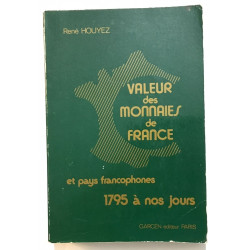 René HOUYEZ
VALEUR
des
MONNAIES
de
FRANCE
et pays francophones
1795 à nos jours
GARCEN éditeur PARIS